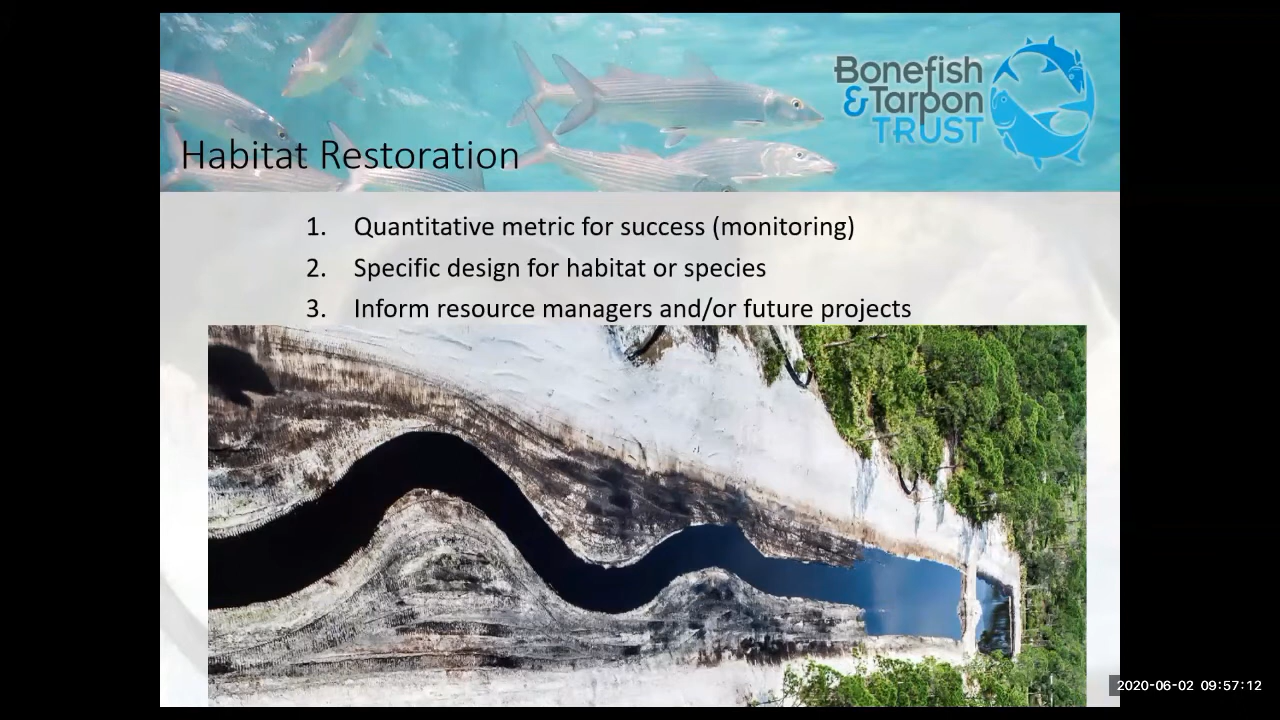 Bonefish
& Tarpon
TRUST
Habitat Restoration
1. Quantitative metric for success (monitoring)
2. Specific design for habitat or species
3. Inform resource managers and/or future projects
2020-06-02 09:57:12